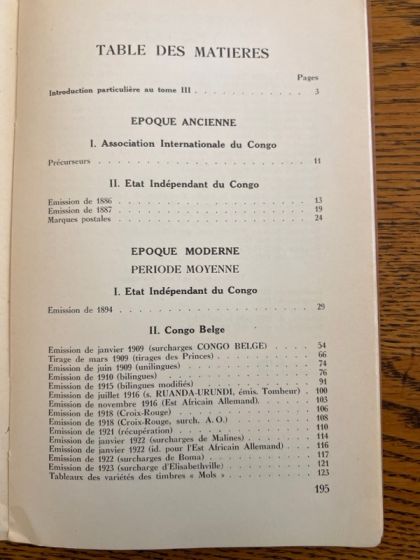 TABLE DES MATIERES
Pages
Introduction particulière au tome III . . . . . . . . . . . . 3
EPOQUE ANCIENNE
I. Association Internationale du Congo
Précurseurs . . . . . . . . . . . . . . . . . . . 11
II. Etat Indépendant du Congo
Emission de 1886 . . . . . . . . . . . . . . . . . 13
Emission de 1887 . . . . . . . . . . . . . . . . . 19
Marques postales . . . . . . . . . . . . . . . . . 24
EPOQUE MODERNE
PERIODE MOYENNE
I. Etat Indépendant du Congo
Emission de 1894 . . . . . . . . . . . . . . . . . 29
II. Congo Belge
Emission de janvier 1909 (surcharges CONGO BELGE) . . . . 54
Tirage de mars 1909 (tirages des Princes) . . . . . . . 66
Emission de juin 1909 (unilingues) . . . . . . . . . 74
Emission de 1910 (bilingues) . . . . . . . . . . . 76
Emission de 1915 (bilingues modifiés) . . . . . . . . 91
Emission de juillet 1916 (s. RUANDA-URUNDI, émis. Tombeur) . 100
Emission de novembre 1916 (Est Africain Allemand). . . . . 103
Emission de 1918 (Croix-Rouge) . . . . . . . . . . 106
Emission de 1918 (Croix-Rouge, surch. A.O.) . . . . . . 108
Emission de 1921 (récupération) . . . . . . . . . . 110
Emission de janvier 1922 (surcharges de Malines) . . . . . 114
Emission de janvier 1922 (id. pour l'Est Africain Allemand) . . 116
Emission de 1922 (surcharges de Boma) . . . . . . . . 117
Emission de 1923 (surcharge d'Elisabethville) . . . . . . 121
Tableaux des variétés des timbres « Mols » . . . . . . . 123
195